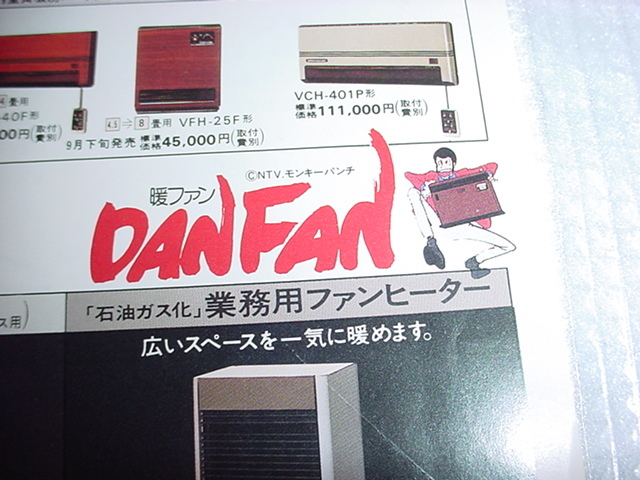 4 畳用
40F形
00円(取付費別)
4.5⇨8 畳用 VFH-25F形
9月下旬発売 標準価格 45,000円(取付費別)
VCH-401P形
標準価格 111,000円(取付費別)
©NTV.モンキーパンチ
暖ファン
DANFAN
ス用)
「石油ガス化」業務用ファンヒーター
広いスペースを一気に暖めます。